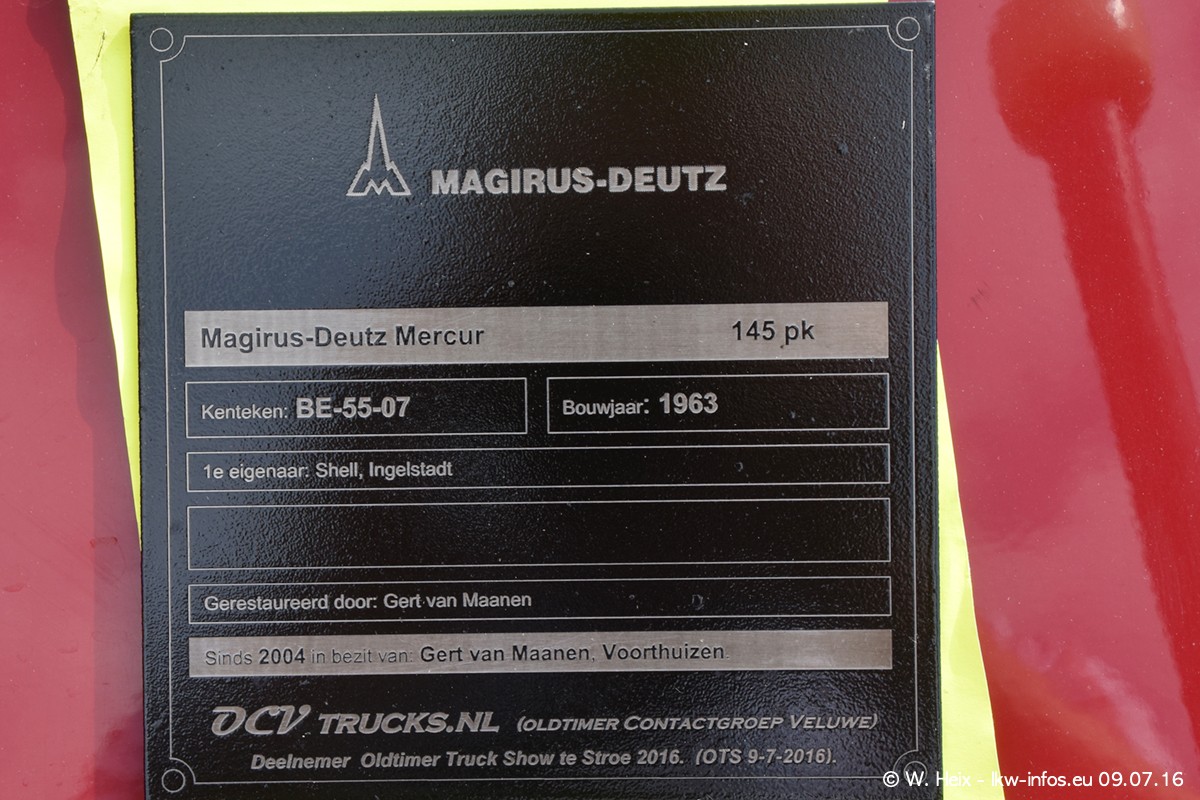 MAGIRUS-DEUTZ
Magirus-Deutz Mercur 145 pk
Kenteken: BE-55-07 Bouwjaar: 1963
1e eigenaar: Shell, Ingelstadt
Gerestaureerd door: Gert van Maanen
Sinds 2004 in bezit van: Gert van Maanen, Voorthuizen.
OCV TRUCKS.NL (OLDTIMER CONTACTGROEP VELUWE)
Deelnemer Oldtimer Truck Show te Stroe 2016. (OTS 9-7-2016).
© W. Heix - lkw-infos.eu 09.07.16